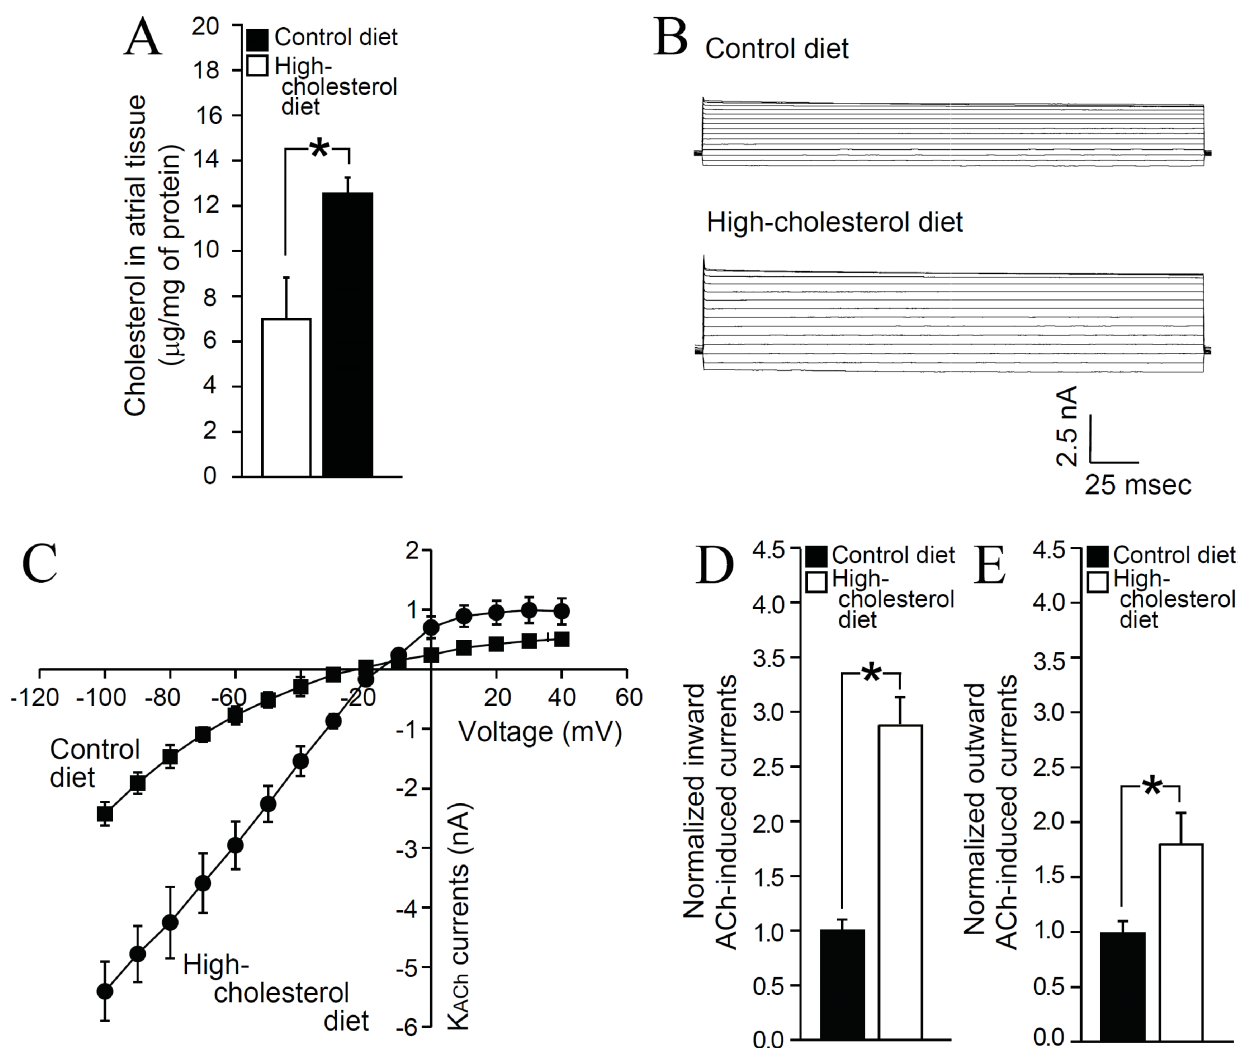 A
20
18
16
14
12
10
8
6
4
2
0
Cholesterol in atrial tissue
(µg/mg of protein)
Control diet
High-
cholesterol
diet
*
B
Control diet
High-cholesterol diet
2.5 nA
25 msec
C
2
1
-1
-2
-3
-4
-5
-6
-120
-100
-80
-60
-40
-20
20
40
60
Voltage (mV)
KACh currents (nA)
Control
diet
High-
cholesterol
diet
D
4.5
4.0
3.5
3.0
2.5
2.0
1.5
1.0
0.5
0.0
Normalized inward
ACh-induced currents
Control diet
High-
cholesterol
diet
*
E
4.5
4.0
3.5
3.0
2.5
2.0
1.5
1.0
0.5
0.0
Normalized outward
ACh-induced currents
Control diet
High-
cholesterol
diet
*